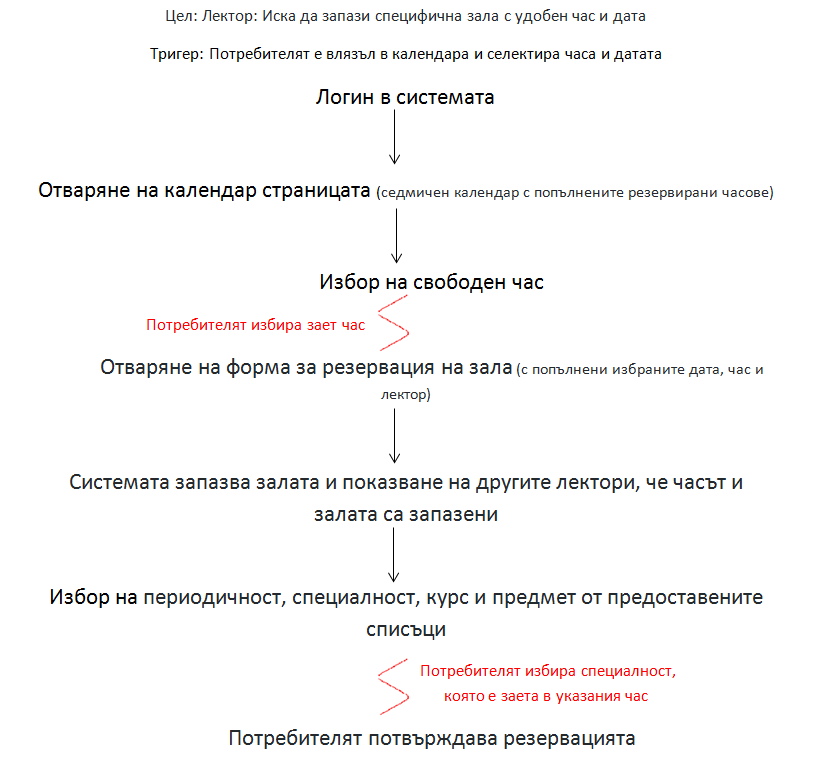 Цел: Лектор: Иска да запази специфична зала с удобен час и дата
Тригер: Потребителят е влязъл в календара и селектира часа и датата
Логин в системата
Отваряне на календар страницата (седмичен календар с попълнените резервирани часове)
Избор на свободен час
Потребителят избира зает час
Отваряне на форма за резервация на зала (с попълнени избраните дата, час и
лектор)
Системата запазва залата и показване на другите лектори, че часът и
залата са запазени
Избор на периодичност, специалност, курс и предмет от предоставените
списъци
Потребителят избира специалност,
която е заета в указания час
Потребителят потвърждава резервацията